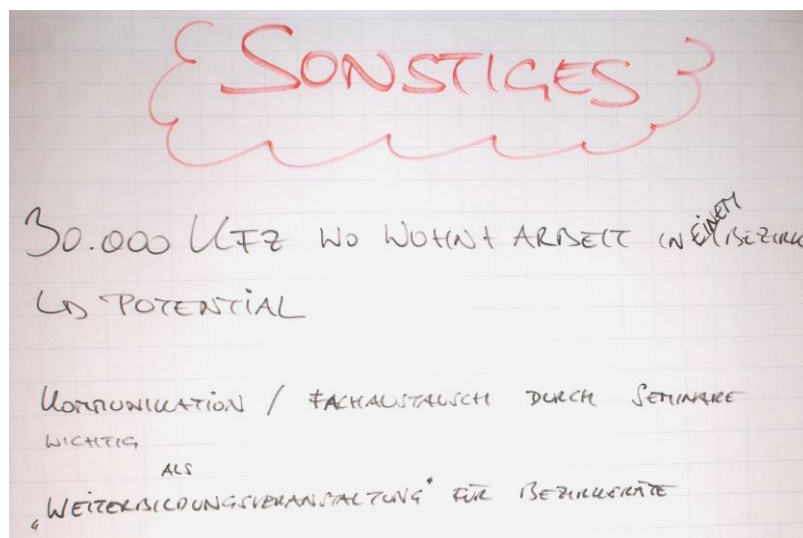 SONSTIGES
30.000 KFZ WO WOHN + ARBEIT IN EINEM BEZIRK
↳ POTENTIAL
KOMMUNIKATION / FACHAUSTAUSCH DURCH SEMINARE
WICHTIG
ALS
„WEITERBILDUNGSVERANSTALTUNG" FÜR BEZIRKSRÄTE